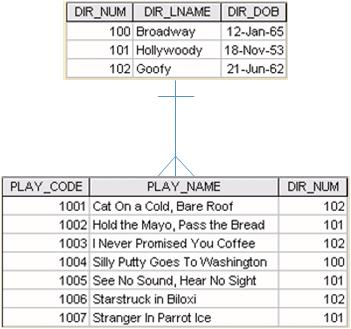 DIR_NUM DIR_LNAME DIR_DOB
100 Broadway 12-Jan-65
101 Hollywoody 18-Nov-53
102 Goofy 21-Jun-62
PLAY_CODE PLAY_NAME DIR_NUM
1001 Cat On a Cold, Bare Roof 102
1002 Hold the Mayo, Pass the Bread 101
1003 I Never Promised You Coffee 102
1004 Silly Putty Goes To Washington 100
1005 See No Sound, Hear No Sight 101
1006 Starstruck in Biloxi 102
1007 Stranger In Parrot Ice 101